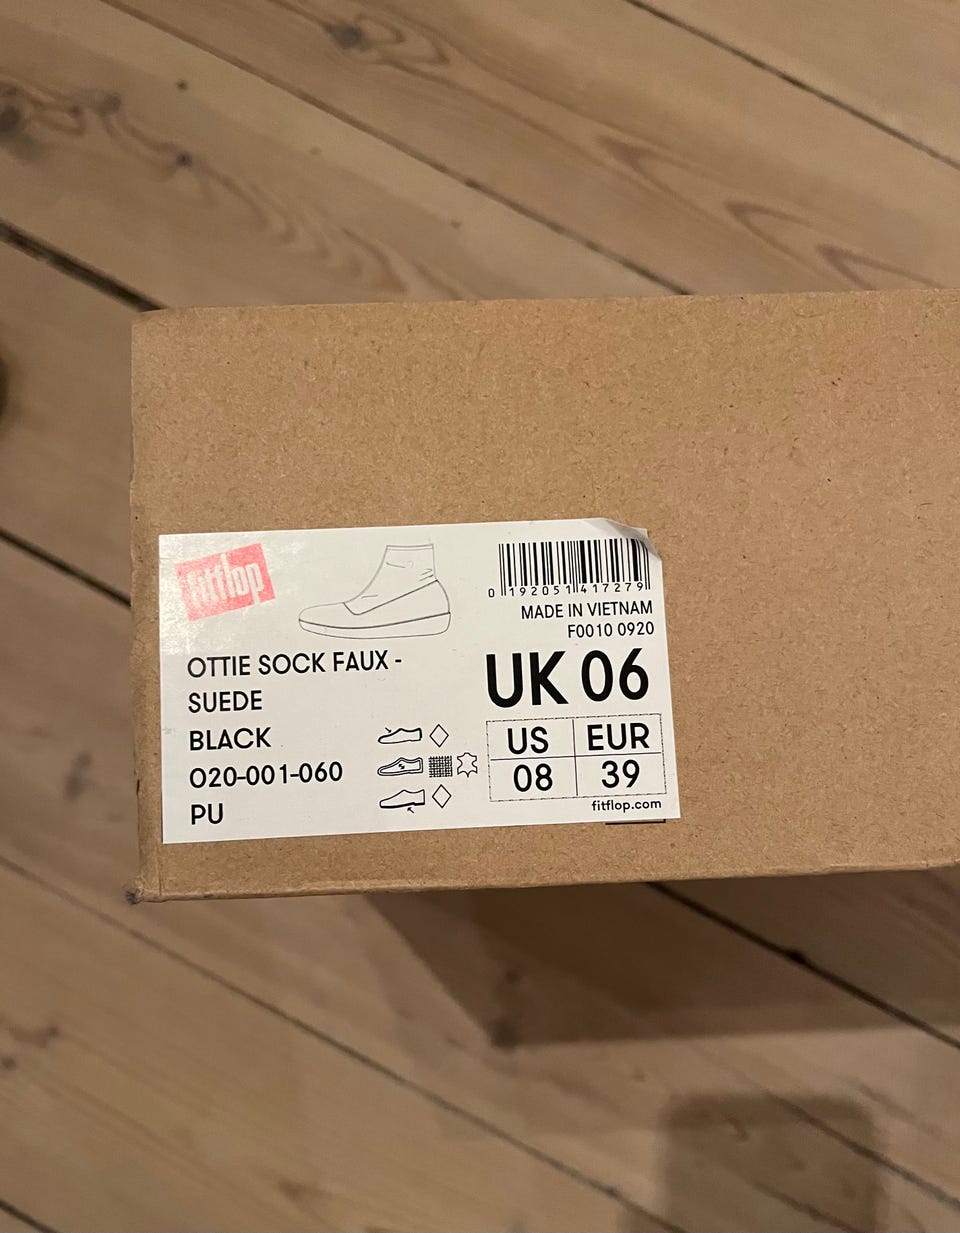 fitflop
0 192051 417279
MADE IN VIETNAM
F0010 0920
OTTIE SOCK FAUX -
SUEDE
BLACK
O20-001-060
PU
UK 06
US EUR
08 39
fitflop.com